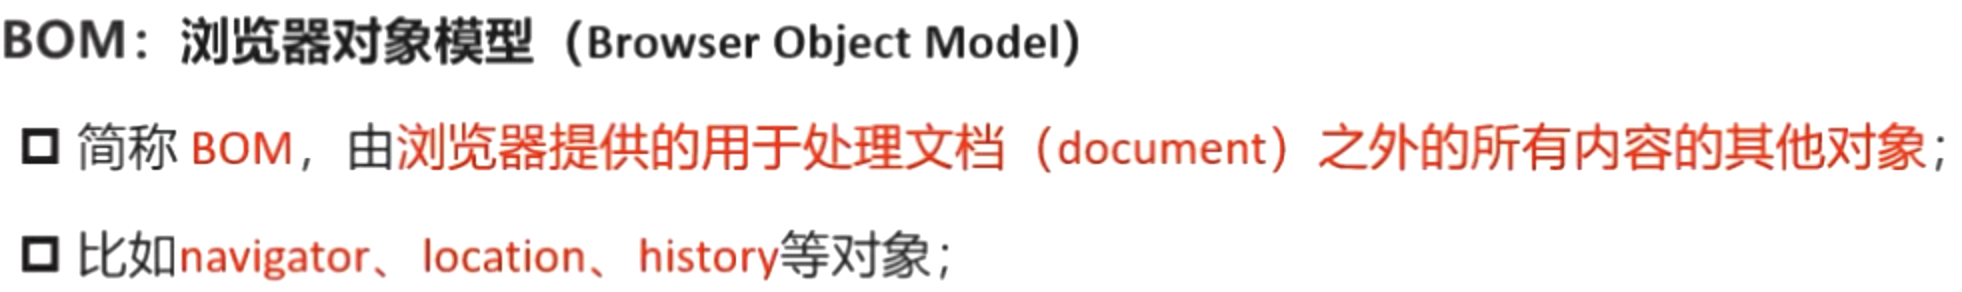 BOM：浏览器对象模型（Browser Object Model）
简称 BOM，由浏览器提供的用于处理文档（document）之外的所有内容的其他对象；
比如navigator、location、history等对象；